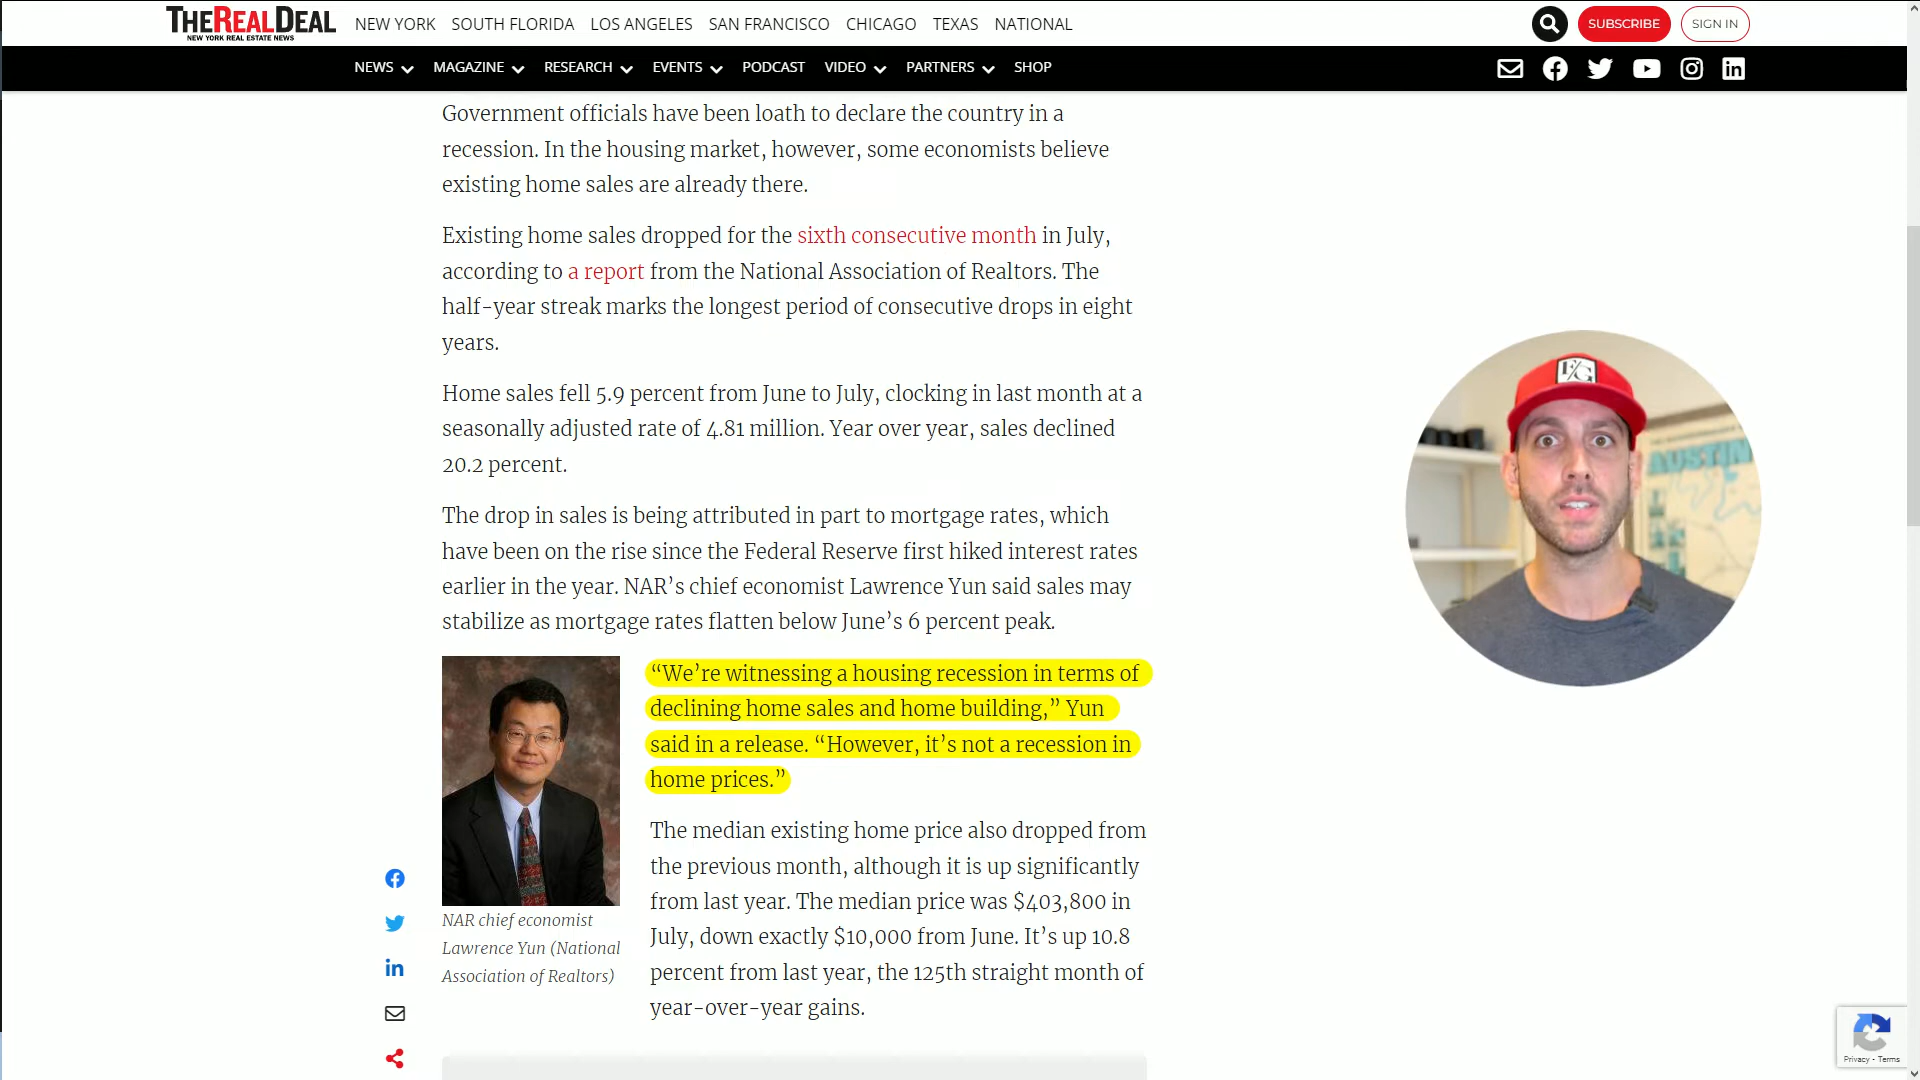 THEREALDEAL
NEW YORK REAL ESTATE NEWS
NEW YORK SOUTH FLORIDA LOS ANGELES SAN FRANCISCO CHICAGO TEXAS NATIONAL
SUBSCRIBE
SIGN IN
NEWS MAGAZINE RESEARCH EVENTS PODCAST VIDEO PARTNERS SHOP
Government officials have been loath to declare the country in a
recession. In the housing market, however, some economists believe
existing home sales are already there.
Existing home sales dropped for the sixth consecutive month in July,
according to a report from the National Association of Realtors. The
half-year streak marks the longest period of consecutive drops in eight
years.
Home sales fell 5.9 percent from June to July, clocking in last month at a
seasonally adjusted rate of 4.81 million. Year over year, sales declined
20.2 percent.
The drop in sales is being attributed in part to mortgage rates, which
have been on the rise since the Federal Reserve first hiked interest rates
earlier in the year. NAR’s chief economist Lawrence Yun said sales may
stabilize as mortgage rates flatten below June’s 6 percent peak.
“We’re witnessing a housing recession in terms of
declining home sales and home building,” Yun
said in a release. “However, it’s not a recession in
home prices.”
The median existing home price also dropped from
the previous month, although it is up significantly
from last year. The median price was $403,800 in
July, down exactly $10,000 from June. It’s up 10.8
percent from last year, the 125th straight month of
year-over-year gains.
NAR chief economist
Lawrence Yun (National
Association of Realtors)
F/G
AUSTIN
Privacy - Terms